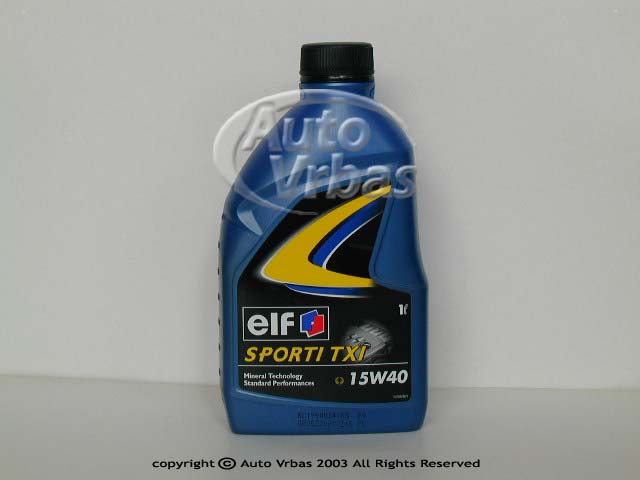 Auto
Vrbas
1ℓ
elf
SPORTI TXI
Mineral Technology
Standard Performances
15W40
copyright © Auto Vrbas 2003 All Rights Reserved